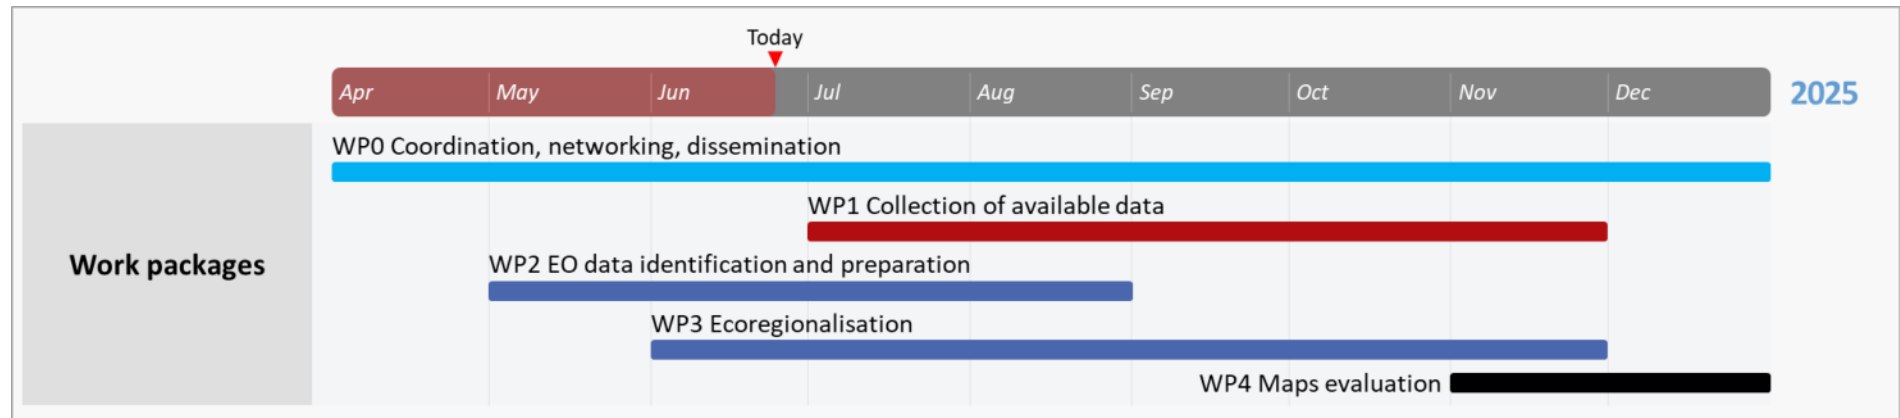 Today
Apr May Jun Jul Aug Sep Oct Nov Dec 2025
WP0 Coordination, networking, dissemination
WP1 Collection of available data
Work packages
WP2 EO data identification and preparation
WP3 Ecoregionalisation
WP4 Maps evaluation